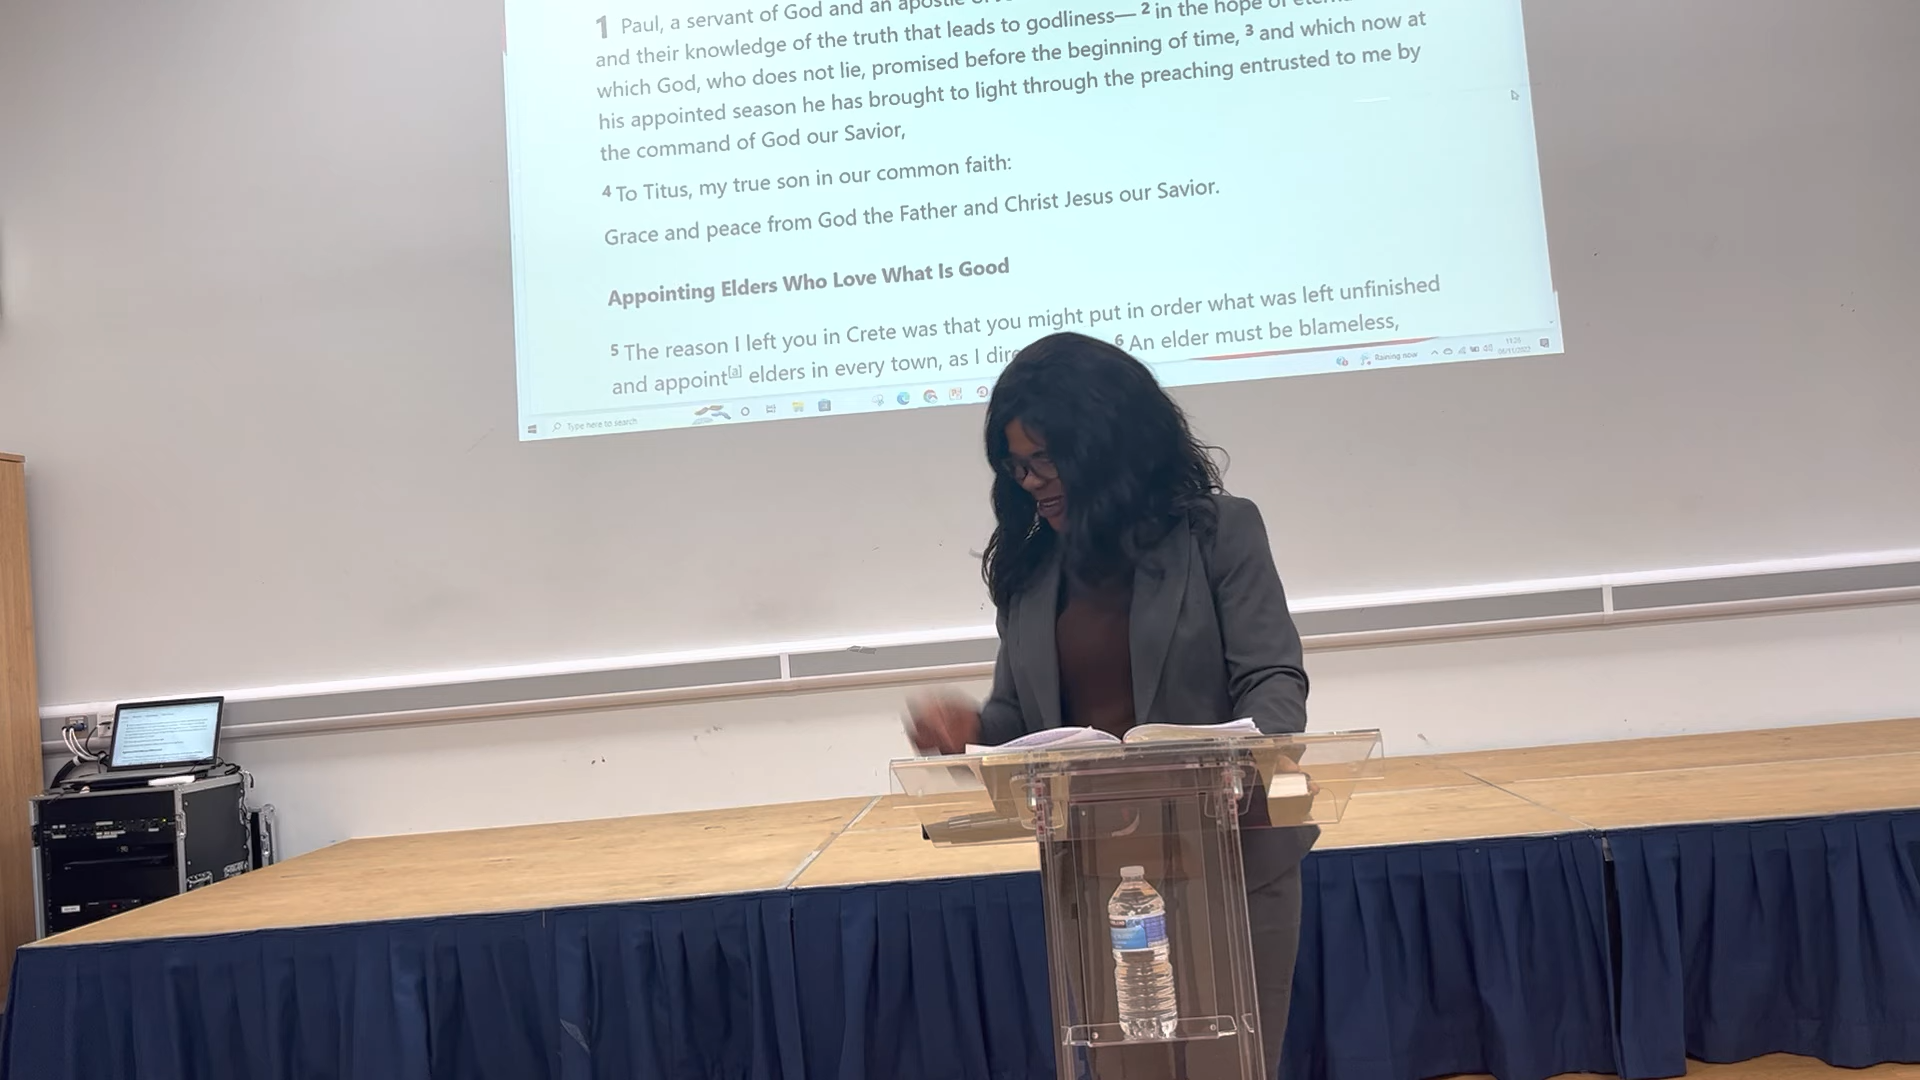 1 Paul, a servant of God and an apostle of
and their knowledge of the truth that leads to godliness— 2 in the hope of
which God, who does not lie, promised before the beginning of time, 3 and which now at
his appointed season he has brought to light through the preaching entrusted to me by
the command of God our Savior,
4 To Titus, my true son in our common faith:
Grace and peace from God the Father and Christ Jesus our Savior.
Appointing Elders Who Love What Is Good
5 The reason I left you in Crete was that you might put in order what was left unfinished
and appoint[a] elders in every town, as I dire 6 An elder must be blameless,
Type here to search
Raining now
11:26